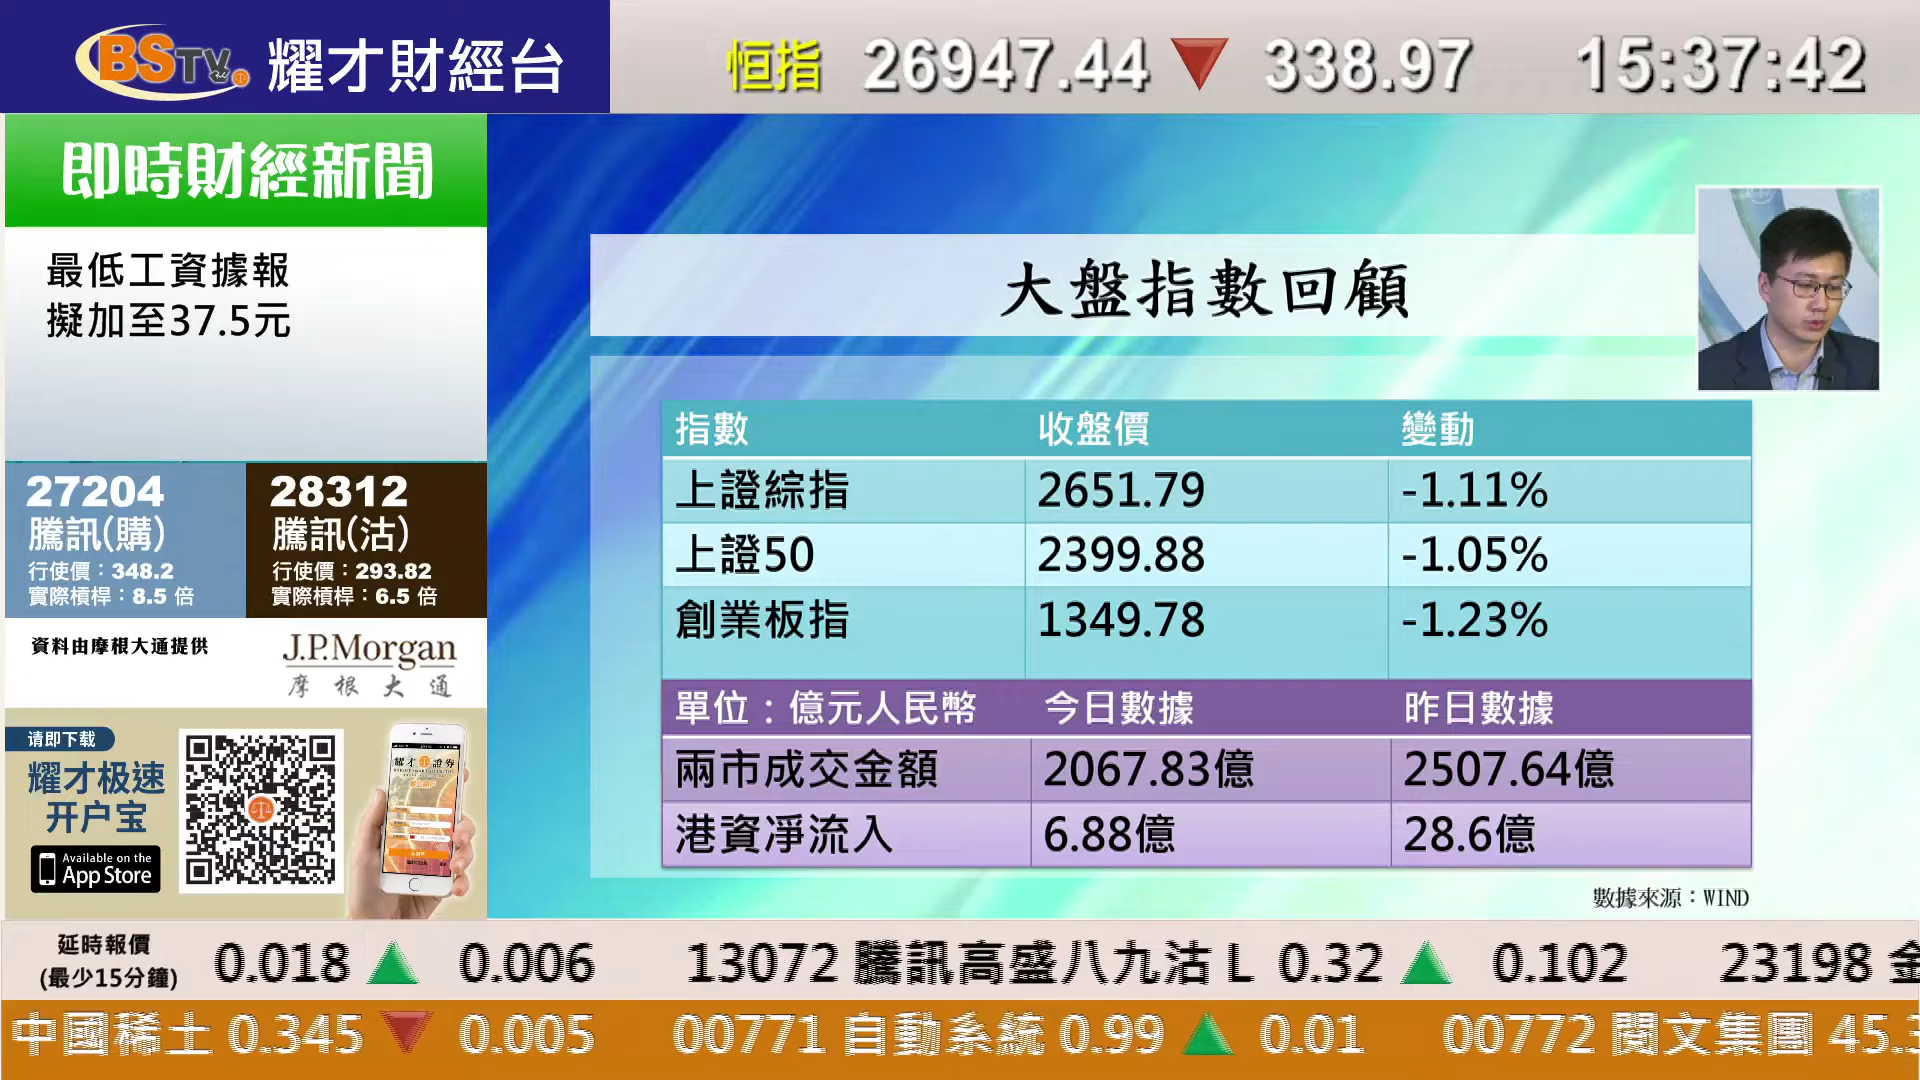 BSTV 耀才財經台
恒指 26947.44 ▼ 338.97 15:37:42
即時財經新聞
最低工資據報
擬加至37.5元
27204
騰訊(購)
行使價：348.2
實際槓桿：8.5 倍
28312
騰訊(沽)
行使價：293.82
實際槓桿：6.5 倍
資料由摩根大通提供
J.P.Morgan
摩根大通
请即下载
耀才极速
开户宝
Available on the
App Store
耀才證券
大盤指數回顧
指數 收盤價 變動
上證綜指 2651.79 -1.11%
上證50 2399.88 -1.05%
創業板指 1349.78 -1.23%
單位：億元人民幣 今日數據 昨日數據
兩市成交金額 2067.83億 2507.64億
港資凈流入 6.88億 28.6億
數據來源：WIND
延時報價
(最少15分鐘)
0.018 ▲ 0.006 13072 騰訊高盛八九沽L 0.32 ▲ 0.102 23198 金
中國稀土 0.345 ▼ 0.005 00771 自動系統 0.99 ▲ 0.01 00772 閱文集團 45.3